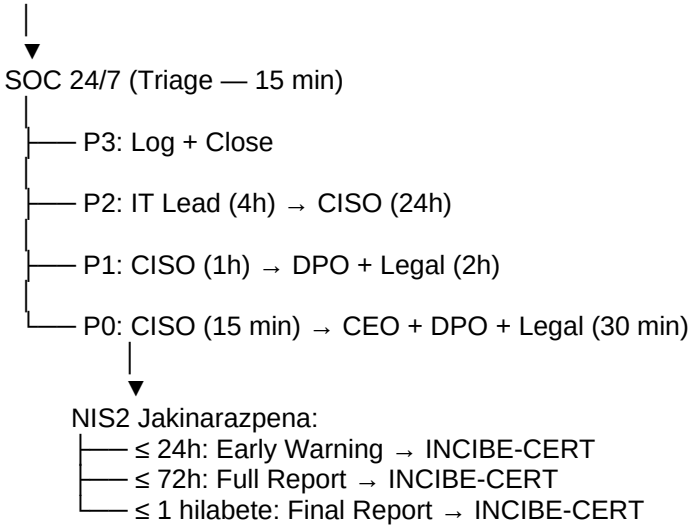 SOC 24/7 (Triage — 15 min)
P3: Log + Close
P2: IT Lead (4h) → CISO (24h)
P1: CISO (1h) → DPO + Legal (2h)
P0: CISO (15 min) → CEO + DPO + Legal (30 min)
NIS2 Jakinarazpena:
≤ 24h: Early Warning → INCIBE-CERT
≤ 72h: Full Report → INCIBE-CERT
≤ 1 hilabete: Final Report → INCIBE-CERT